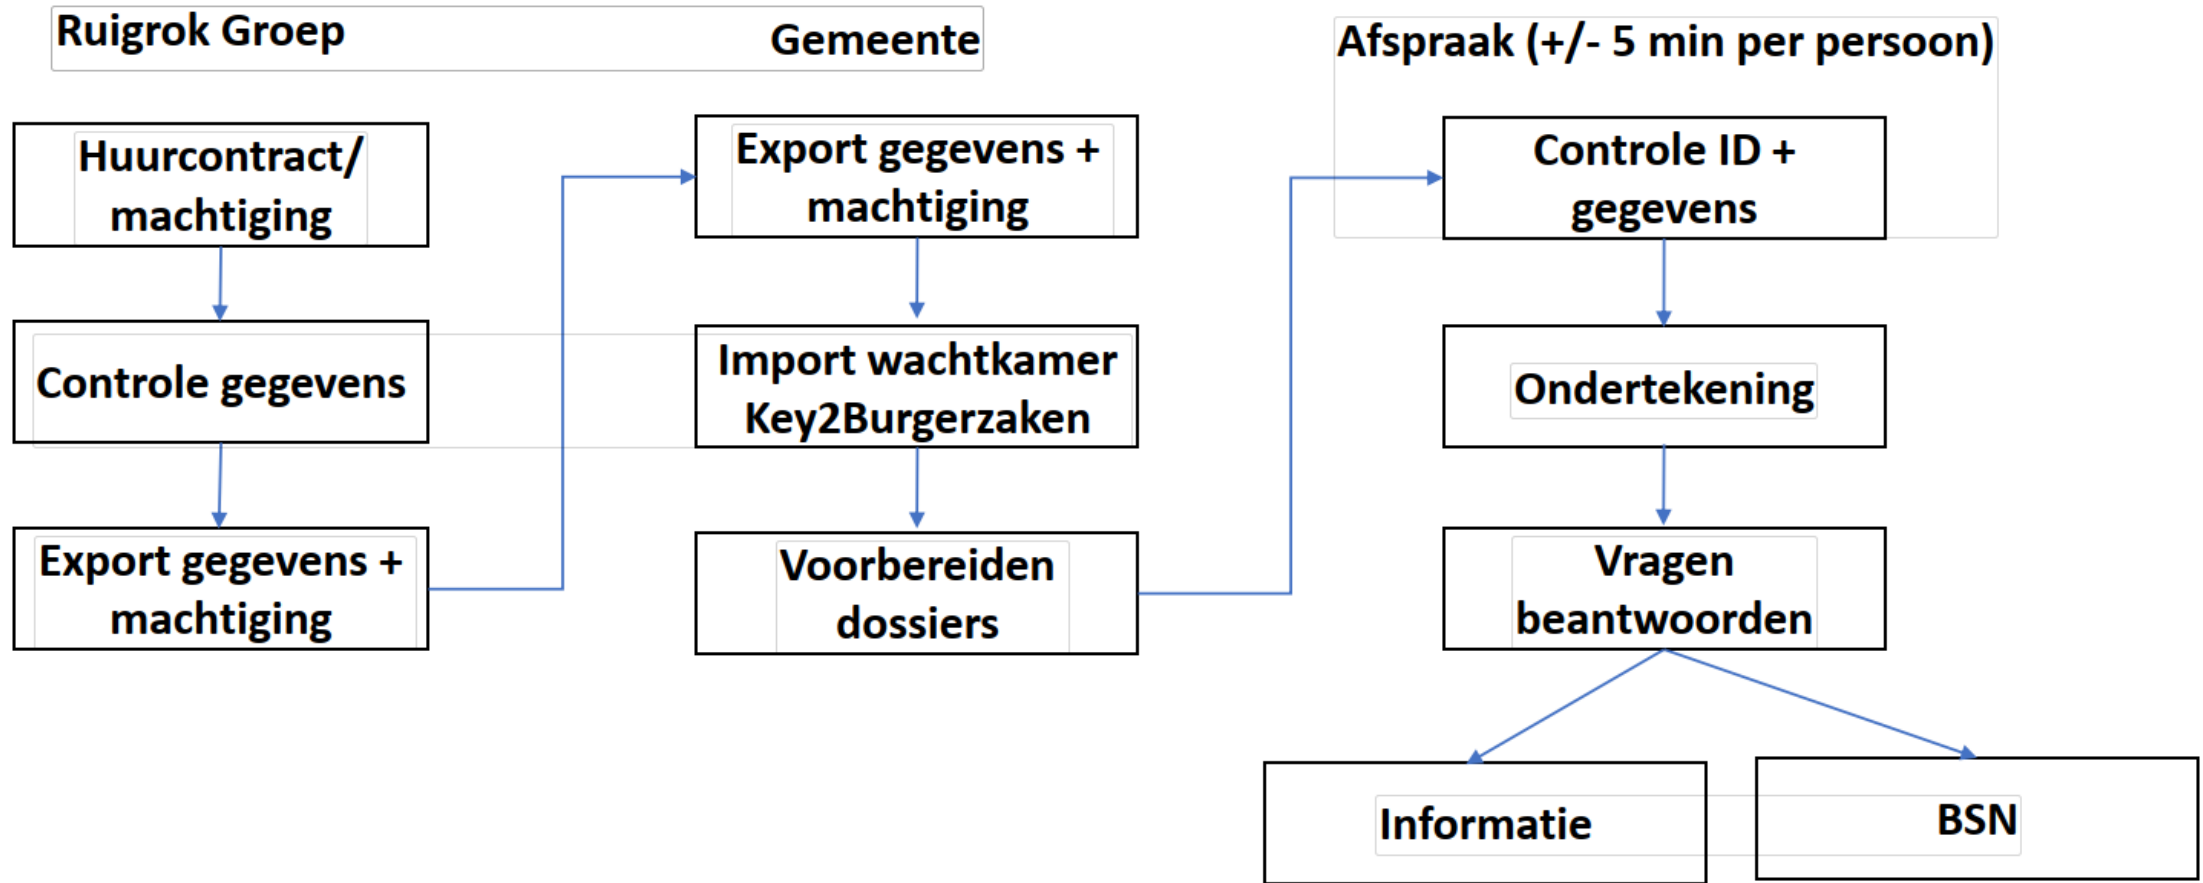 Ruigrok Groep
Huurcontract/
machtiging
Controle gegevens
Export gegevens +
machtiging
Gemeente
Export gegevens +
machtiging
Import wachtkamer
Key2Burgerzaken
Voorbereiden
dossiers
Afspraak (+/- 5 min per persoon)
Controle ID +
gegevens
Ondertekening
Vragen
beantwoorden
Informatie
BSN